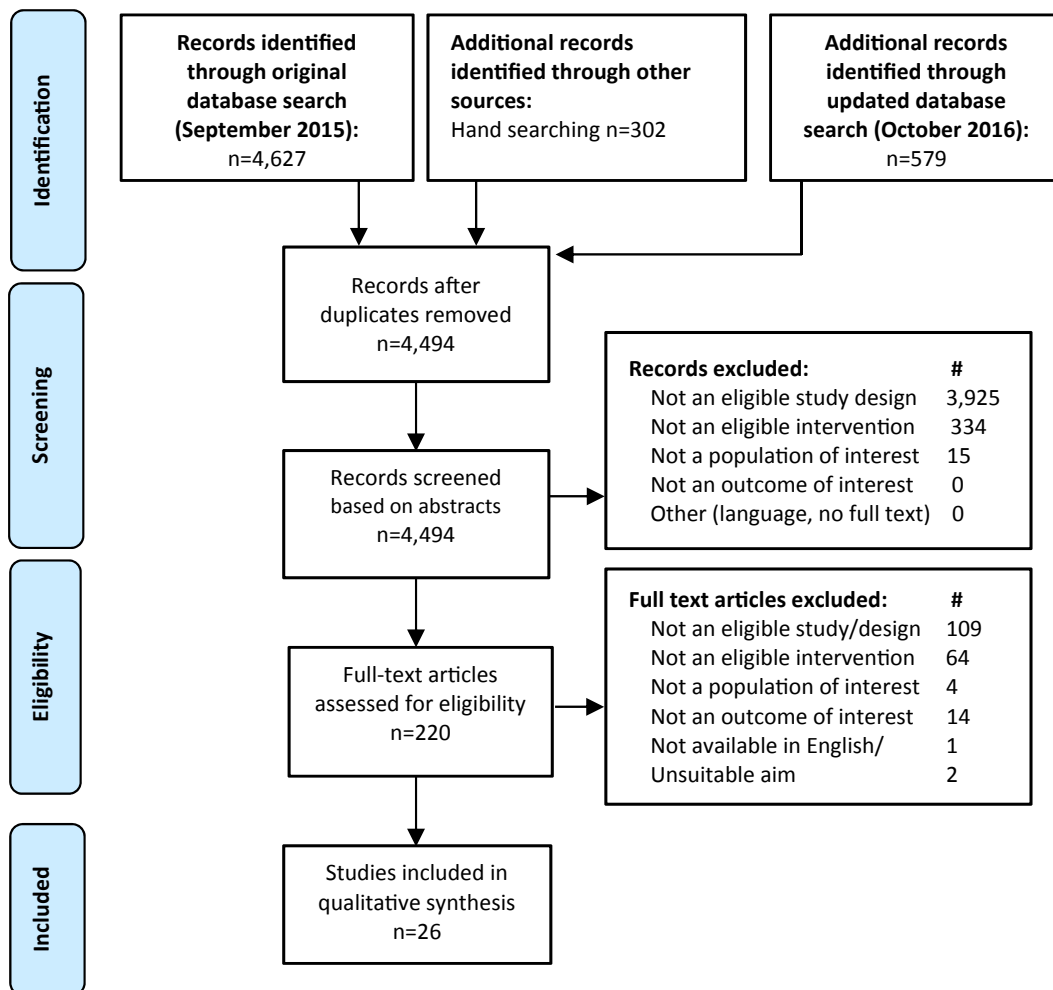 Identification
Records identified
through original
database search
(September 2015):
n=4,627
Additional records
identified through other
sources:
Hand searching n=302
Additional records
identified through
updated database
search (October 2016):
n=579
Records after
duplicates removed
n=4,494
Screening
Records screened
based on abstracts
n=4,494
Records excluded: #
Not an eligible study design 3,925
Not an eligible intervention 334
Not a population of interest 15
Not an outcome of interest 0
Other (language, no full text) 0
Eligibility
Full-text articles
assessed for eligibility
n=220
Full text articles excluded: #
Not an eligible study/design 109
Not an eligible intervention 64
Not a population of interest 4
Not an outcome of interest 14
Not available in English/ 1
Unsuitable aim 2
Included
Studies included in
qualitative synthesis
n=26